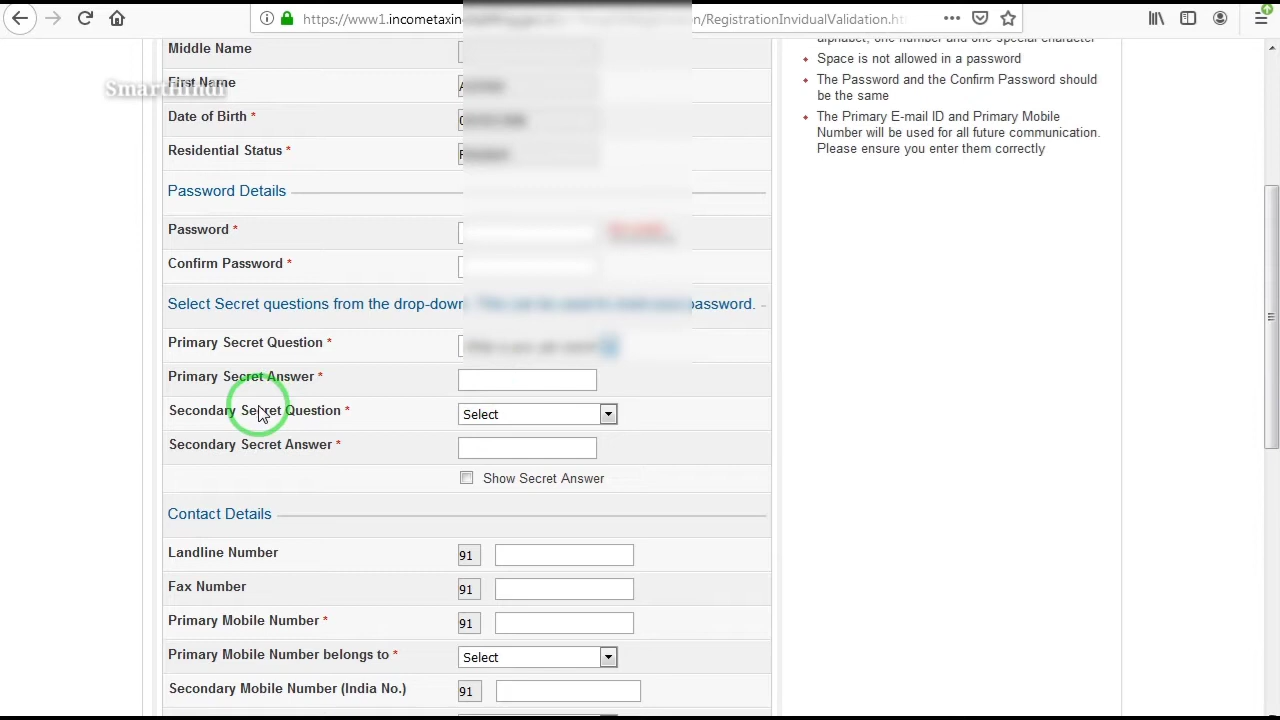 https://www1.incometaxin
/RegistrationInvidualValidation.ht
Middle Name
First Name
Date of Birth *
Residential Status *
Password Details
Password *
Confirm Password *
Select Secret questions from the drop-down
password.
Primary Secret Question *
Primary Secret Answer *
Secondary Secret Question *
Select
Secondary Secret Answer *
Show Secret Answer
Contact Details
Landline Number
91
Fax Number
91
Primary Mobile Number *
91
Primary Mobile Number belongs to *
Select
Secondary Mobile Number (India No.)
91
alphabet, one number and one special character
Space is not allowed in a password
The Password and the Confirm Password should
be the same
The Primary E-mail ID and Primary Mobile
Number will be used for all future communication.
Please ensure you enter them correctly